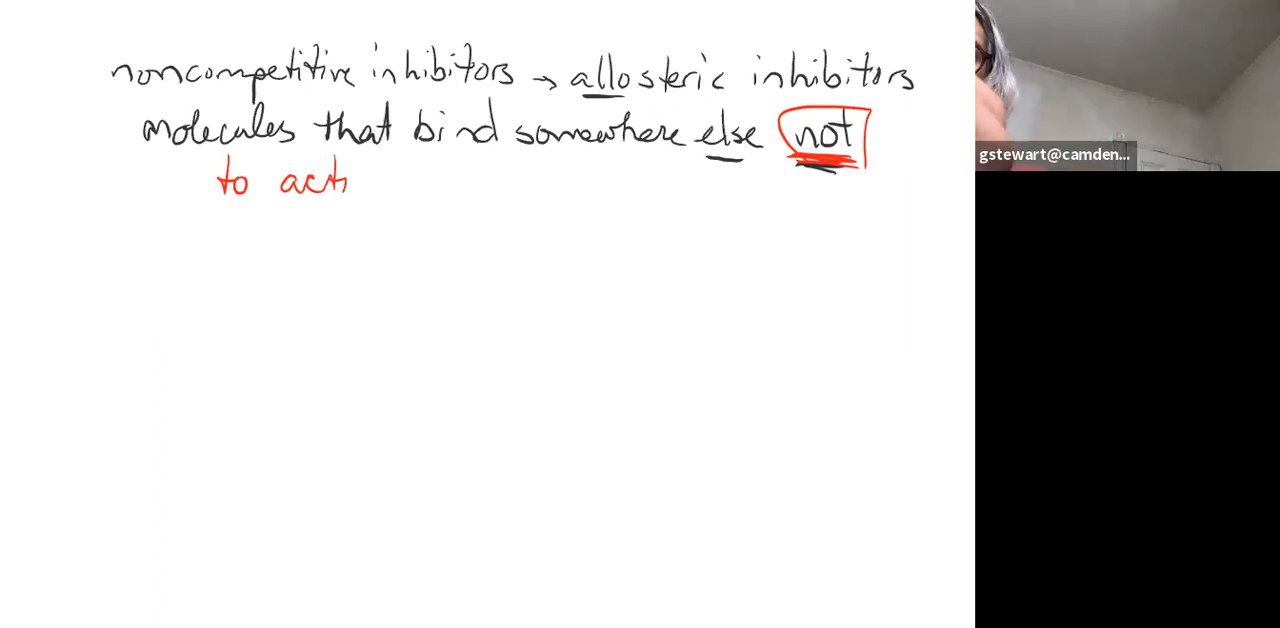 noncompetitive inhibitors → allosteric inhibitors
molecules that bind somewhere else not
to acti
gstewart@camden...